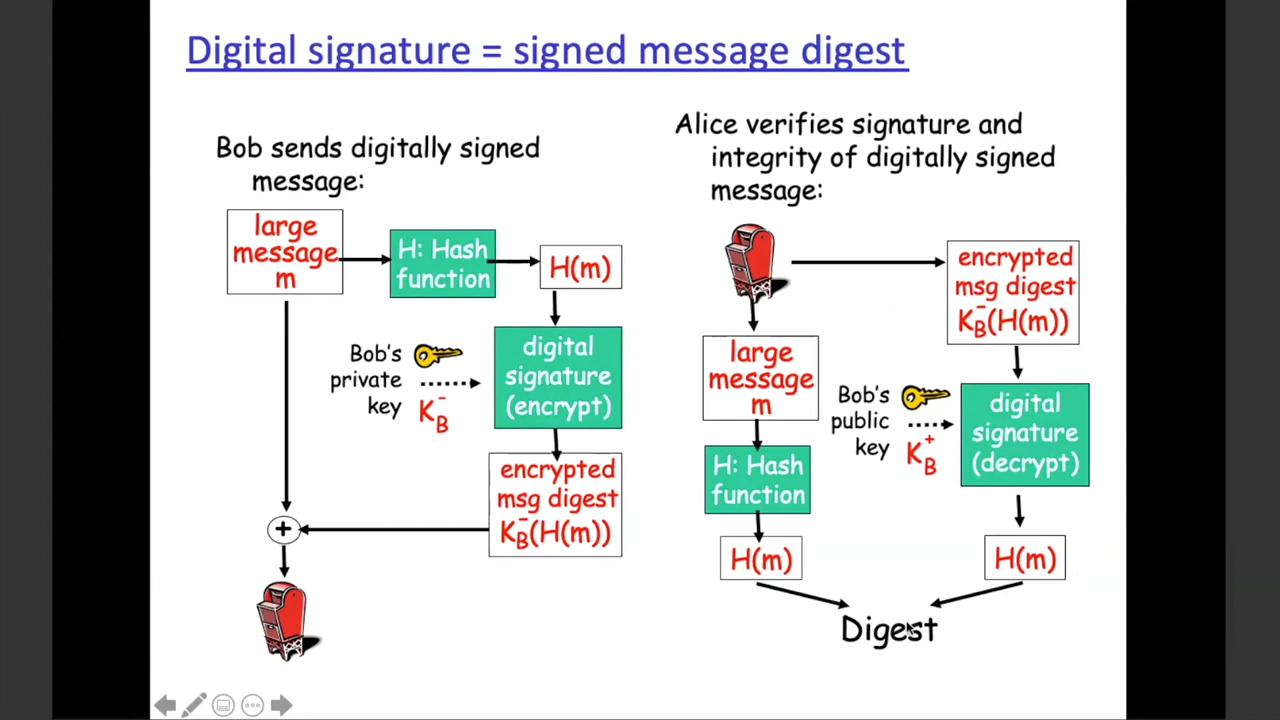 Digital signature = signed message digest
Bob sends digitally signed
message:
large
message
m
H: Hash
function
H(m)
Bob's
private
key
K_B^-
digital
signature
(encrypt)
encrypted
msg digest
K_B^-(H(m))
+
Alice verifies signature and
integrity of digitally signed
message:
encrypted
msg digest
K_B^-(H(m))
large
message
m
Bob's
public
key
K_B^+
digital
signature
(decrypt)
H: Hash
function
H(m)
H(m)
Digest